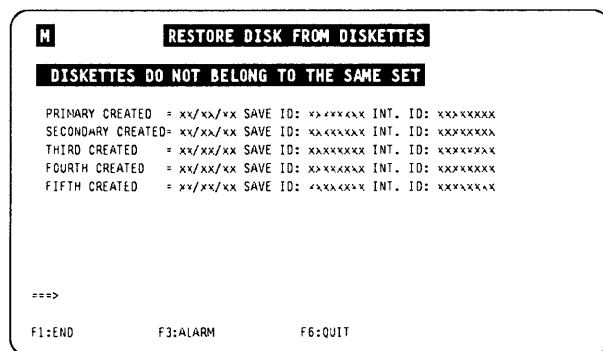 M RESTORE DISK FROM DISKETTES
DISKETTES DO NOT BELONG TO THE SAME SET
PRIMARY CREATED = xx/xx/xx SAVE ID: xxxxxxxx INT. ID: xxxxxxxx
SECONDARY CREATED= xx/xx/xx SAVE ID: xxxxxxxx INT. ID: xxxxxxxx
THIRD CREATED = xx/xx/xx SAVE ID: xxxxxxxx INT. ID: xxxxxxxx
FOURTH CREATED = xx/xx/xx SAVE ID: xxxxxxxx INT. ID: xxxxxxxx
FIFTH CREATED = xx/xx/xx SAVE ID: xxxxxxxx INT. ID: xxxxxxxx
===>
F1:END F3:ALARM F6:QUIT